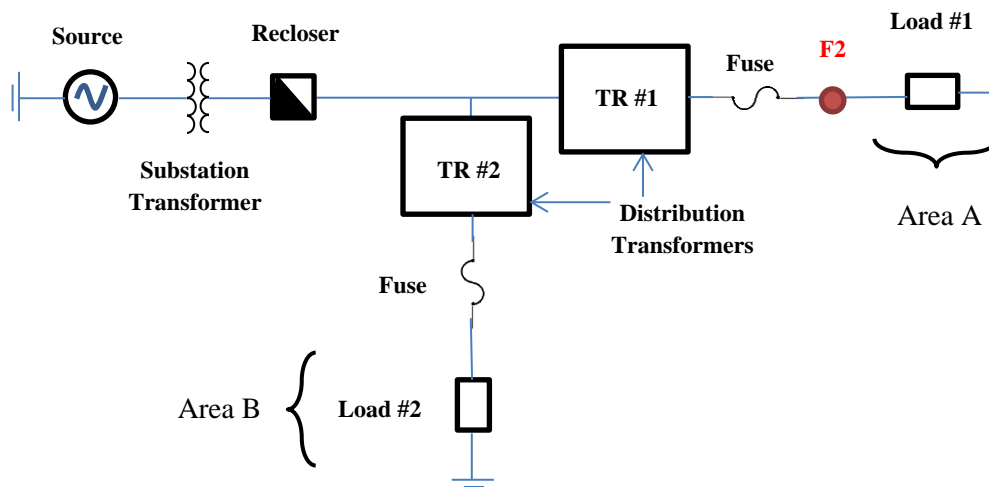 Load #1
Source
Recloser
F2
Fuse
TR #1
TR #2
Substation
Transformer
Distribution
Transformers
Area A
Fuse
Area B
Load #2